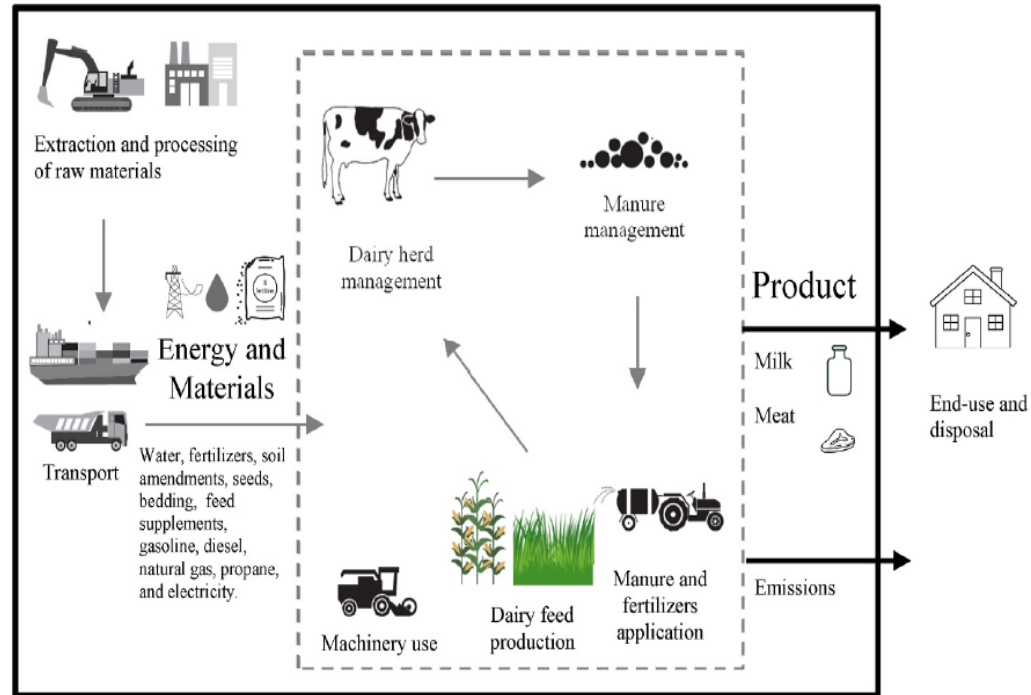 Extraction and processing
of raw materials
Dairy herd
management
Manure
management
Energy and
Materials
Transport
Water, fertilizers, soil
amendments, seeds,
bedding, feed
supplements,
gasoline, diesel,
natural gas, propane,
and electricity.
Machinery use
Dairy feed
production
Manure and
fertilizers
application
Product
Milk
Meat
Emissions
End-use and
disposal